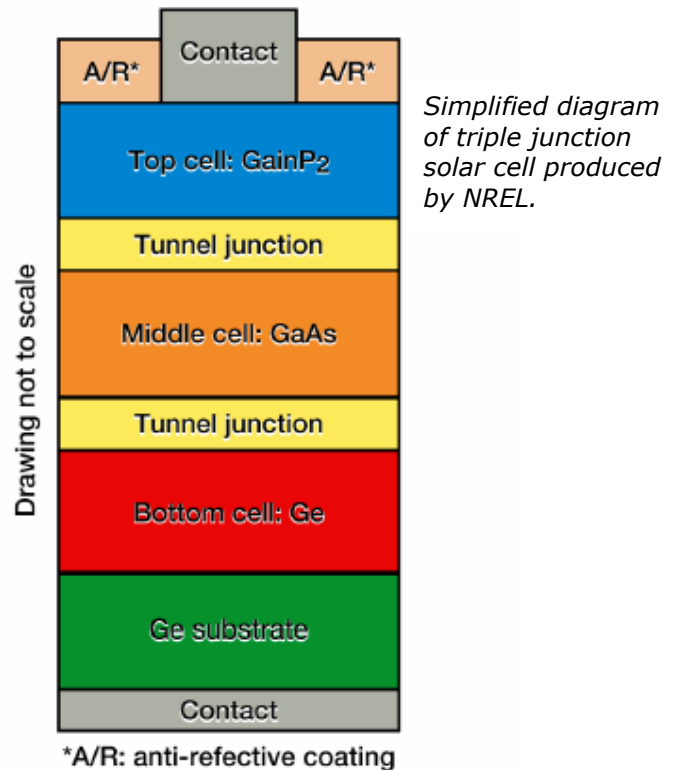 Contact
A/R*
A/R*
Simplified diagram
of triple junction
solar cell produced
by NREL.
Top cell: GainP2
Tunnel junction
Middle cell: GaAs
Tunnel junction
Bottom cell: Ge
Ge substrate
Contact
Drawing not to scale
*A/R: anti-refective coating